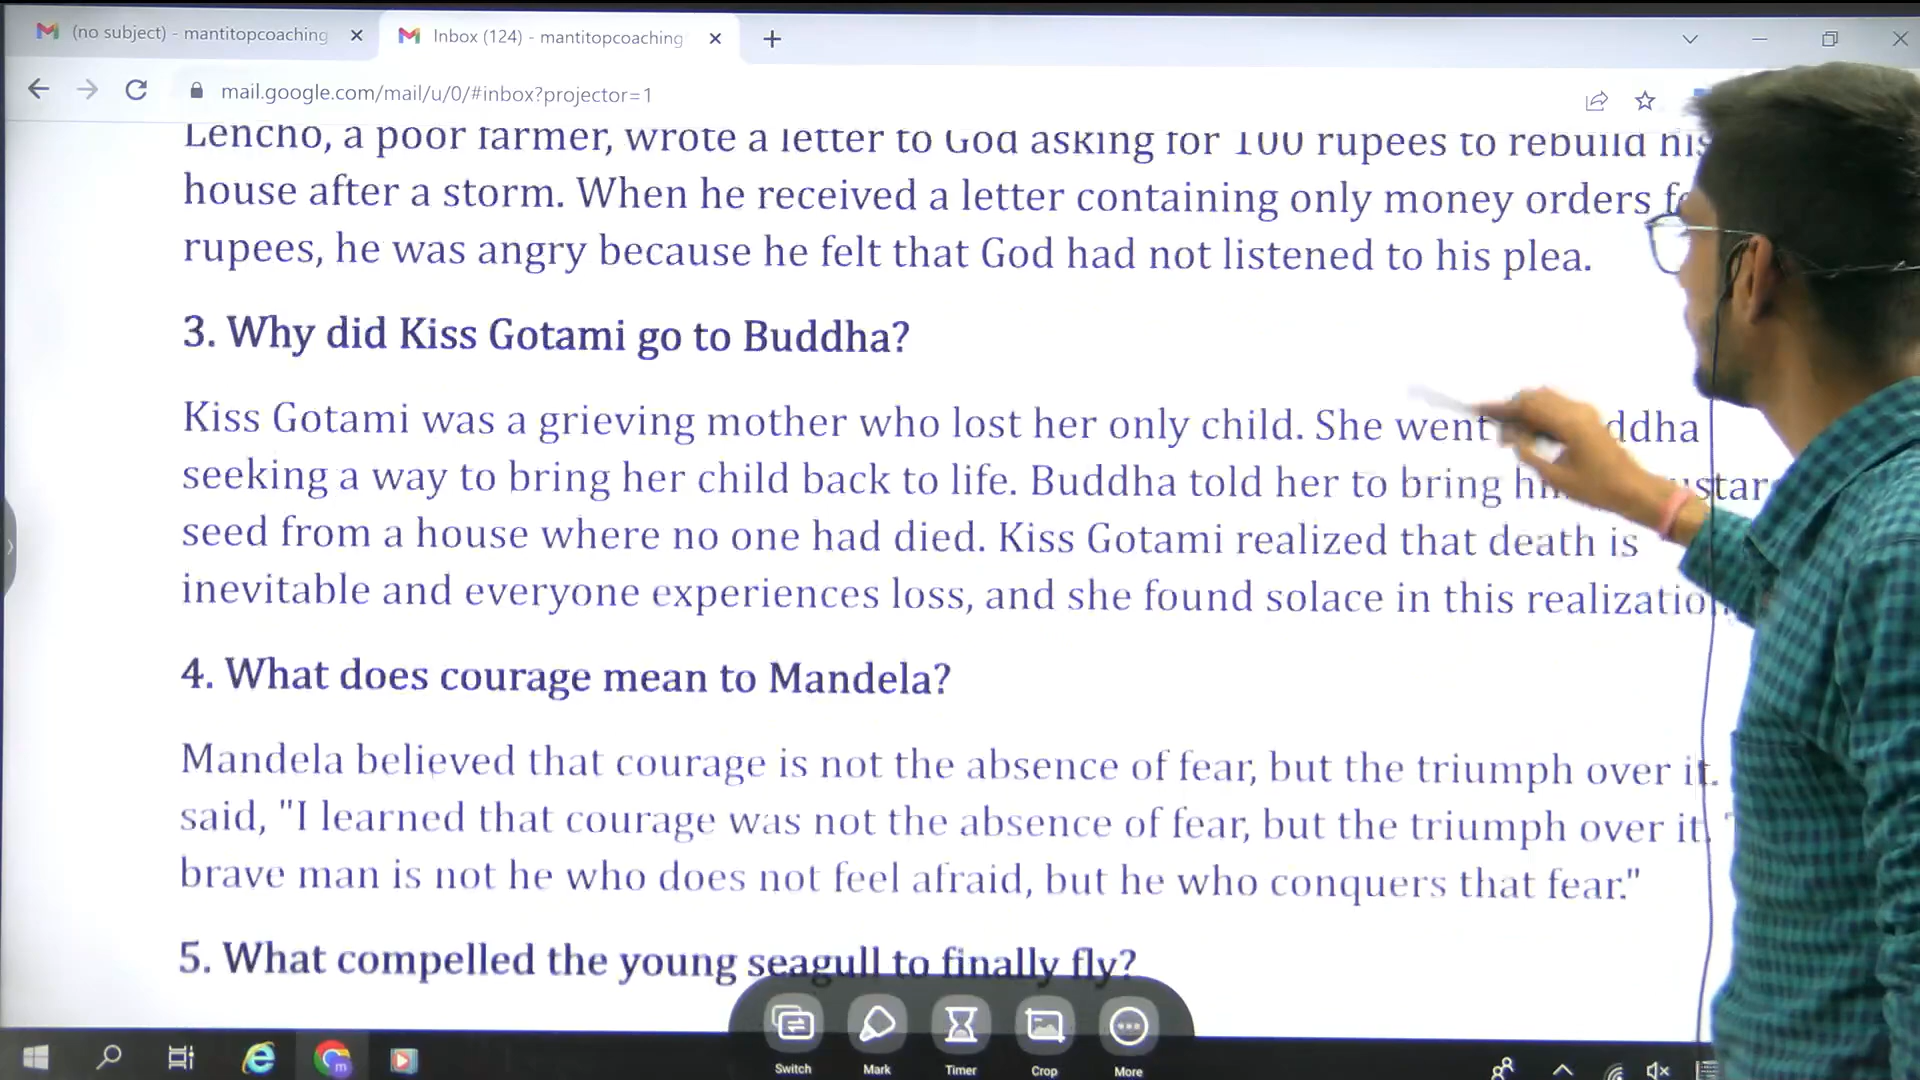 (no subject) - mantitopcoaching
Inbox (124) - mantitopcoaching
mail.google.com/mail/u/0/#inbox?projector=1
Lencho, a poor farmer, wrote a letter to God asking for 100 rupees to rebuild his
house after a storm. When he received a letter containing only money orders
rupees, he was angry because he felt that God had not listened to his plea.
3. Why did Kiss Gotami go to Buddha?
Kiss Gotami was a grieving mother who lost her only child. She went
seeking a way to bring her child back to life. Buddha told her to bring
seed from a house where no one had died. Kiss Gotami realized that death is
inevitable and everyone experiences loss, and she found solace in this realization
4. What does courage mean to Mandela?
Mandela believed that courage is not the absence of fear, but the triumph over it.
said, "I learned that courage was not the absence of fear, but the triumph over it.
brave man is not he who does not feel afraid, but he who conquers that fear."
5. What compelled the young seagull to finally fly?
Switch Mark Timer Crop More